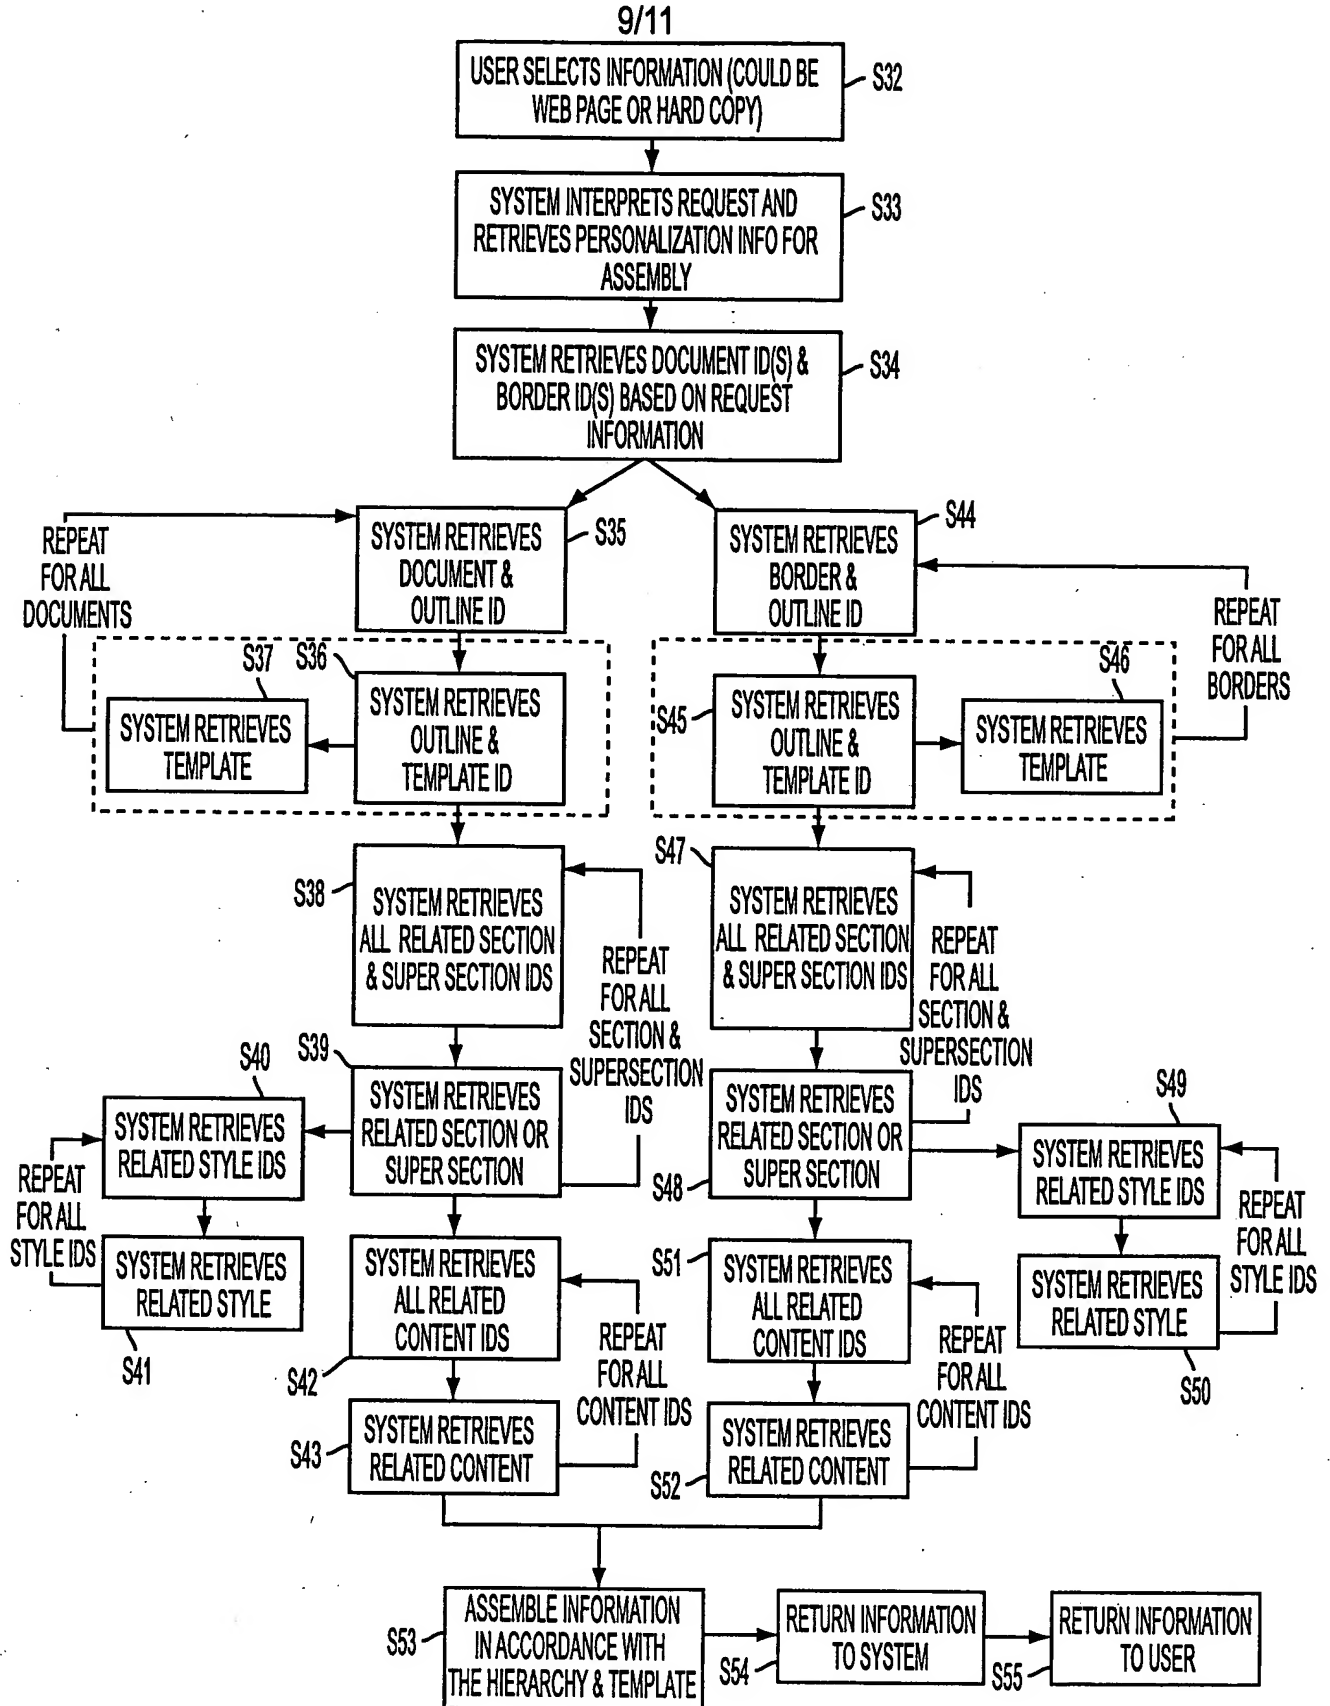 9/11
USER SELECTS INFORMATION (COULD BE
WEB PAGE OR HARD COPY)
S32
SYSTEM INTERPRETS REQUEST AND
RETRIEVES PERSONALIZATION INFO FOR
ASSEMBLY
S33
SYSTEM RETRIEVES DOCUMENT ID(S) &
BORDER ID(S) BASED ON REQUEST
INFORMATION
S34
REPEAT
FOR ALL
DOCUMENTS
SYSTEM RETRIEVES
DOCUMENT &
OUTLINE ID
S35
SYSTEM RETRIEVES
BORDER &
OUTLINE ID
S44
REPEAT
FOR ALL
BORDERS
S37
SYSTEM RETRIEVES
TEMPLATE
S36
SYSTEM RETRIEVES
OUTLINE &
TEMPLATE ID
S45
SYSTEM RETRIEVES
OUTLINE &
TEMPLATE ID
S46
SYSTEM RETRIEVES
TEMPLATE
S38
SYSTEM RETRIEVES
ALL RELATED SECTION
& SUPER SECTION IDS
REPEAT
FOR ALL
SECTION &
SUPERSECTION
IDS
S47
SYSTEM RETRIEVES
ALL RELATED SECTION
& SUPER SECTION IDS
REPEAT
FOR ALL
SECTION &
SUPERSECTION
IDS
S39
SYSTEM RETRIEVES
RELATED SECTION OR
SUPER SECTION
S40
SYSTEM RETRIEVES
RELATED STYLE IDS
REPEAT
FOR ALL
STYLE IDS
SYSTEM RETRIEVES
RELATED STYLE
S41
SYSTEM RETRIEVES
RELATED SECTION OR
SUPER SECTION
S48
S49
SYSTEM RETRIEVES
RELATED STYLE IDS
REPEAT
FOR ALL
STYLE IDS
SYSTEM RETRIEVES
RELATED STYLE
S50
SYSTEM RETRIEVES
ALL RELATED
CONTENT IDS
S42
REPEAT
FOR ALL
CONTENT IDS
S43
SYSTEM RETRIEVES
RELATED CONTENT
S51
SYSTEM RETRIEVES
ALL RELATED
CONTENT IDS
REPEAT
FOR ALL
CONTENT IDS
S52
SYSTEM RETRIEVES
RELATED CONTENT
S53
ASSEMBLE INFORMATION
IN ACCORDANCE WITH
THE HIERARCHY & TEMPLATE
RETURN INFORMATION
TO SYSTEM
S54
RETURN INFORMATION
TO USER
S55